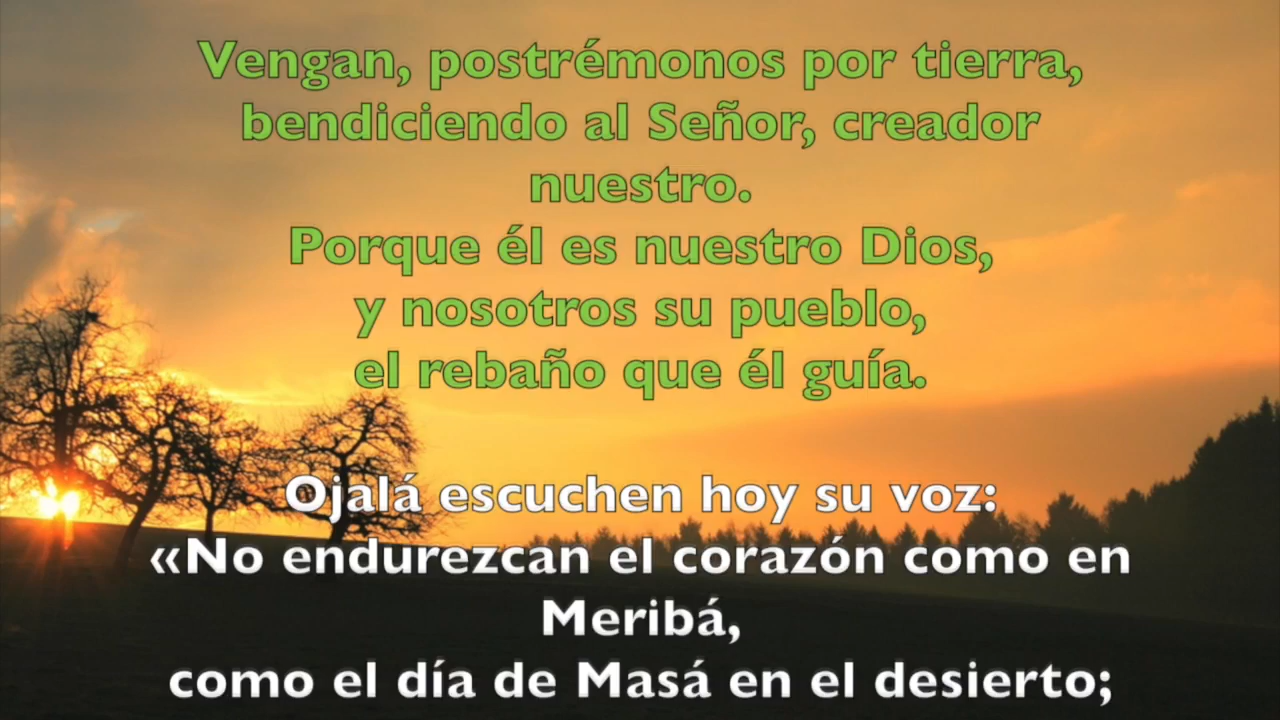 Vengan, postrémonos por tierra,
bendiciendo al Señor, creador
nuestro.
Porque él es nuestro Dios,
y nosotros su pueblo,
el rebaño que él guía.
Ojalá escuchen hoy su voz:
«No endurezcan el corazón como en
Meribá,
como el día de Masá en el desierto;